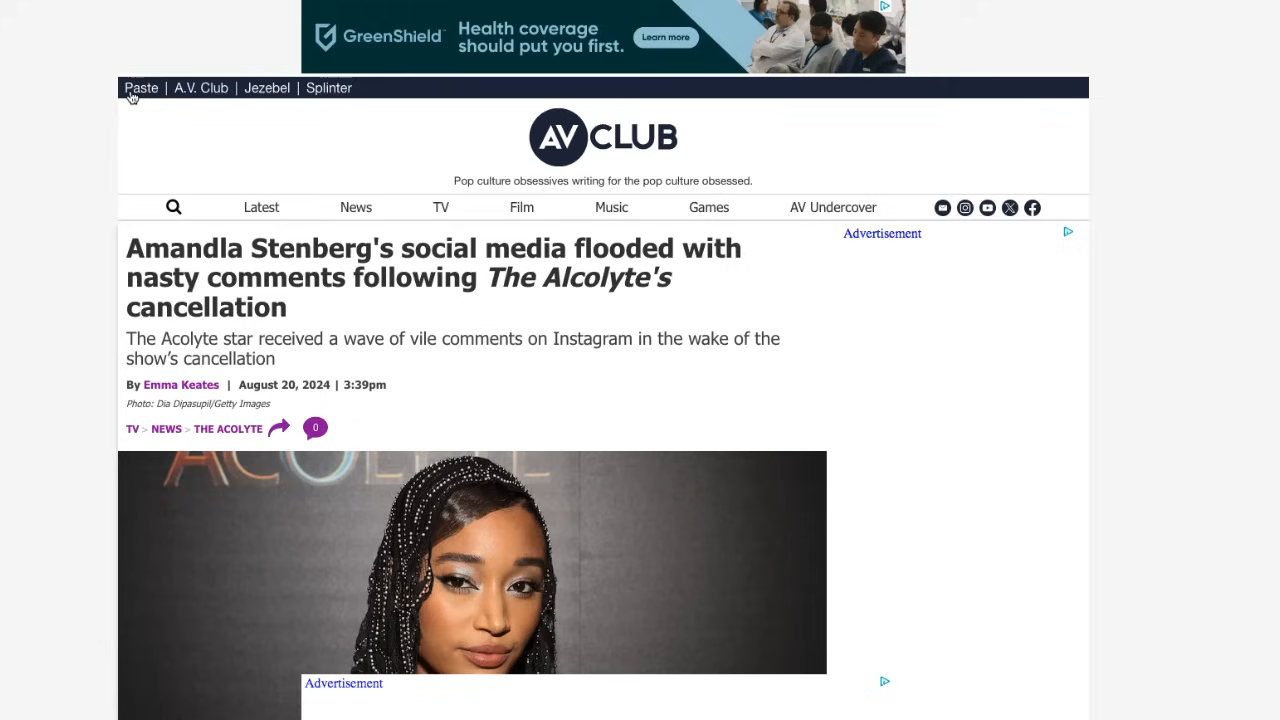 GreenShield
Health coverage
should put you first.
Learn more
Paste | A.V. Club | Jezebel | Splinter
AV CLUB
Pop culture obsessives writing for the pop culture obsessed.
Latest News TV Film Music Games AV Undercover
Amandla Stenberg's social media flooded with
nasty comments following The Alcolyte's
cancellation
Advertisement
The Acolyte star received a wave of vile comments on Instagram in the wake of the
show's cancellation
By Emma Keates | August 20, 2024 | 3:39pm
Photo: Dia Dipasupil/Getty Images
TV > NEWS > THE ACOLYTE 0
ACOLYTE
Advertisement